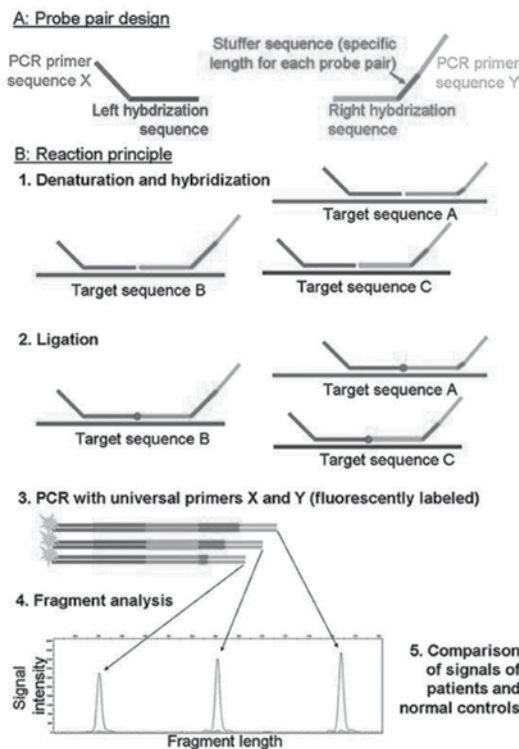 A: Probe pair design
PCR primer
sequence X
Left hybdrization
sequence
Stuffer sequence (specific
length for each probe pair)
PCR primer
sequence Y
Right hybdrization
sequence
B: Reaction principle
1. Denaturation and hybridization
Target sequence A
Target sequence B
Target sequence C
2. Ligation
Target sequence A
Target sequence B
Target sequence C
3. PCR with universal primers X and Y (fluorescently labeled)
4. Fragment analysis
Signal
intensity
Fragment length
5. Comparison
of signals of
patients and
normal controls